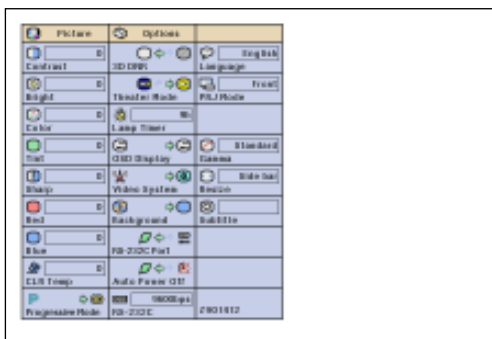 Picture Options
0 English
Contrast 3D DNR Language
0 Front
Bright Theater Mode PRJ Mode
0
Color Lamp Timer
0 Standard
Tint OSD Display Gamma
0 Side bar
Sharp Video System Resize
0
Red Background Subtitle
0
Blue RS-232C Port
0
CLR Temp Auto Power Off
P 9600bps
Progressive Mode RS-232C